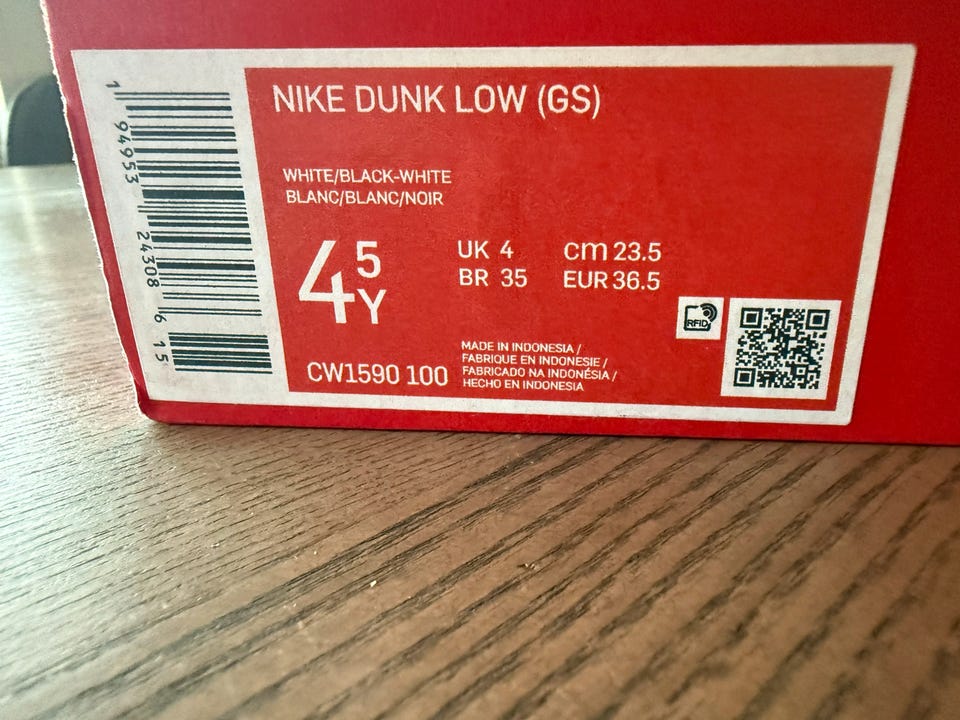 NIKE DUNK LOW (GS)
WHITE/BLACK-WHITE
BLANC/BLANC/NOIR
4 5 Y
UK 4 cm 23.5
BR 35 EUR 36.5
RFID
CW1590 100
MADE IN INDONESIA /
FABRIQUE EN INDONESIE /
FABRICADO NA INDONÉSIA /
HECHO EN INDONESIA
1 94953 24308 6 15